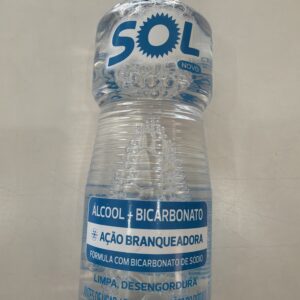 SOL
NOVO
ALCOOL + BICARBONATO
AÇÃO BRANQUEADORA
FÓRMULA COM BICARBONATO DE SÓDIO
LIMPA, DESENGORDURA